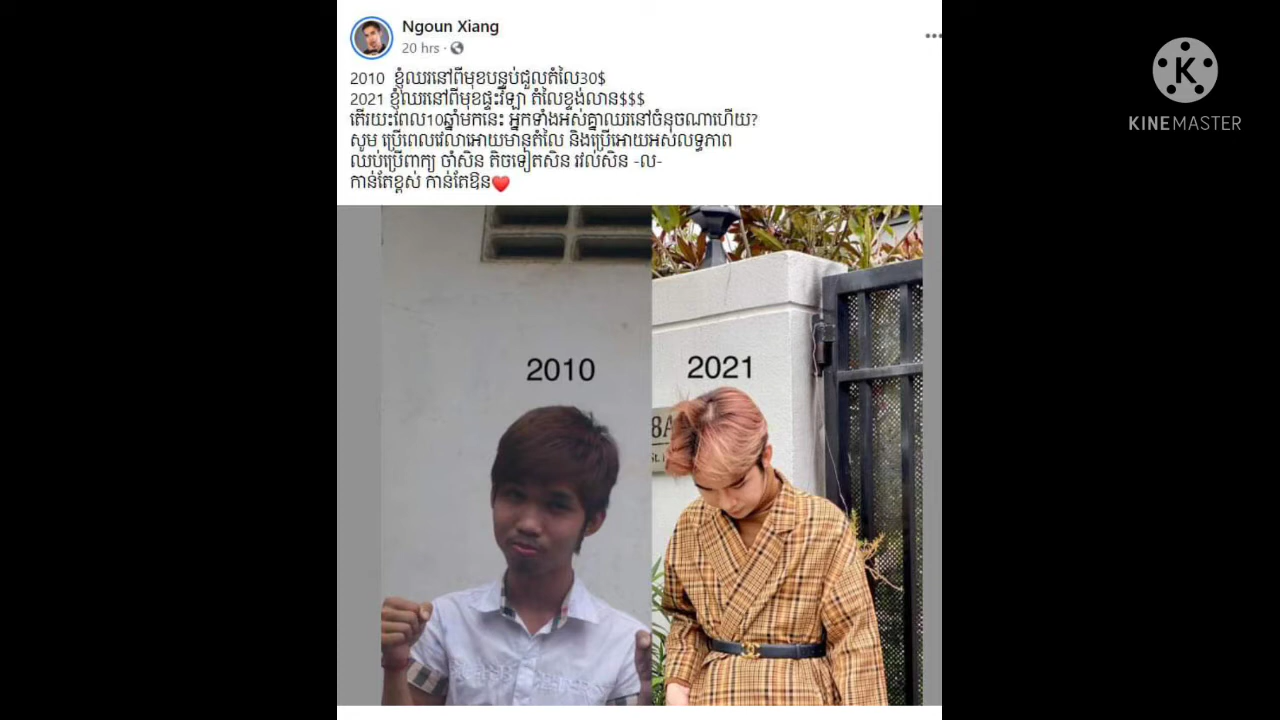 Ngoun Xiang
20 hrs ·
2010 ខ្ញុំឈរនៅពីមុខបន្ទប់ជួលតំលៃ30$
2021 ខ្ញុំឈរនៅពីមុខផ្ទះវីឡា តំលៃខ្ទង់លាន$$$
តើរយះពេល10ឆ្នាំមកនេះ អ្នកទាំងអស់គ្នាឈរនៅចំនុចណាហើយ?
សូម ប្រើពេលវេលាអោយមានតំលៃ និងប្រើអោយអស់លទ្ធភាព
ឈប់ប្រើពាក្យ ចាំសិន តិចទៀតសិន រវល់សិន -ល-
កាន់តែខ្ពស់ កាន់តែឱន❤️
KINEMASTER
2010
2021
8A
St.